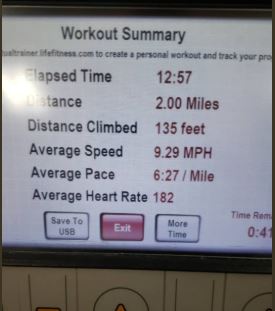 Workout Summary
ualtrainer.lifefitness.com to create a personal workout and track your pro
Elapsed Time 12:57
Distance 2.00 Miles
Distance Climbed 135 feet
Average Speed 9.29 MPH
Average Pace 6:27 / Mile
Average Heart Rate 182
Time Rema
Save To
USB
Exit
More
Time
0:41